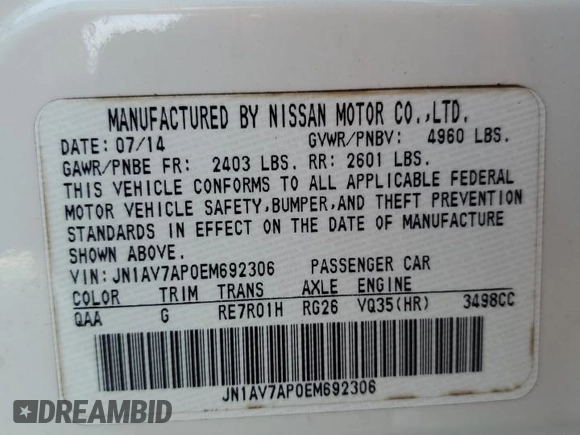 MANUFACTURED BY NISSAN MOTOR CO.,LTD.
DATE: 07/14 GVWR/PNBV: 4960 LBS.
GAWR/PNBE FR: 2403 LBS. RR: 2601 LBS.
THIS VEHICLE CONFORMS TO ALL APPLICABLE FEDERAL
MOTOR VEHICLE SAFETY,BUMPER,AND THEFT PREVENTION
STANDARDS IN EFFECT ON THE DATE OF MANUFACTURE
SHOWN ABOVE.
VIN: JN1AV7AP0EM692306 PASSENGER CAR
COLOR TRIM TRANS AXLE ENGINE
QAA G RE7R01H RG26 VQ35(HR) 3498CC
JN1AV7AP0EM692306
DREAMBID